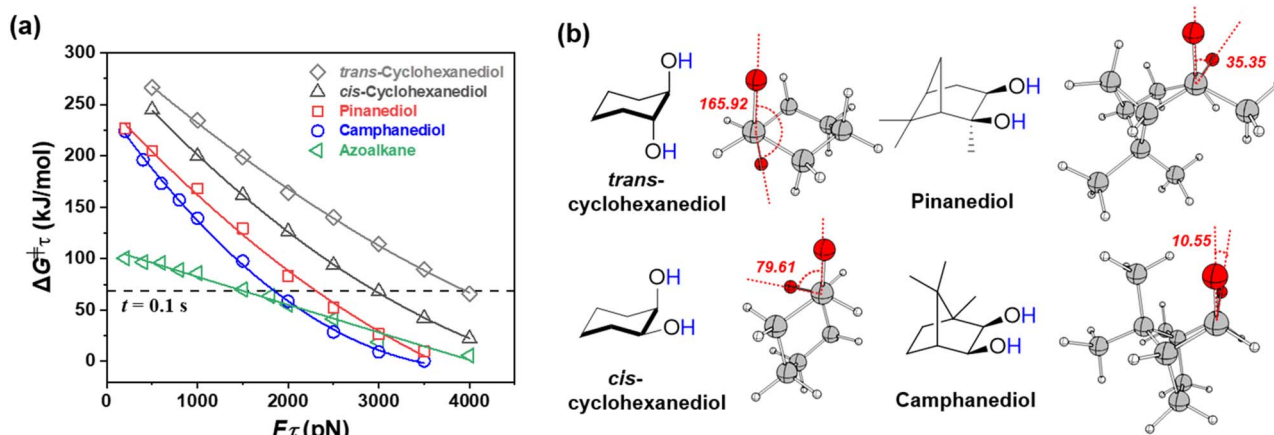 (a)
ΔG‡τ (kJ/mol)
300
250
200
150
100
50
0
trans-Cyclohexanediol
cis-Cyclohexanediol
Pinanediol
Camphanediol
Azoalkane
t = 0.1 s
0 1000 2000 3000 4000
Fτ (pN)
(b)
OH
OH
165.92
trans-
cyclohexanediol
OH
OH
Pinanediol
35.35
OH
OH
79.61
cis-
cyclohexanediol
OH
OH
Camphanediol
10.55